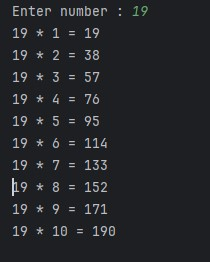 Enter number : 19
19 * 1 = 19
19 * 2 = 38
19 * 3 = 57
19 * 4 = 76
19 * 5 = 95
19 * 6 = 114
19 * 7 = 133
19 * 8 = 152
19 * 9 = 171
19 * 10 = 190